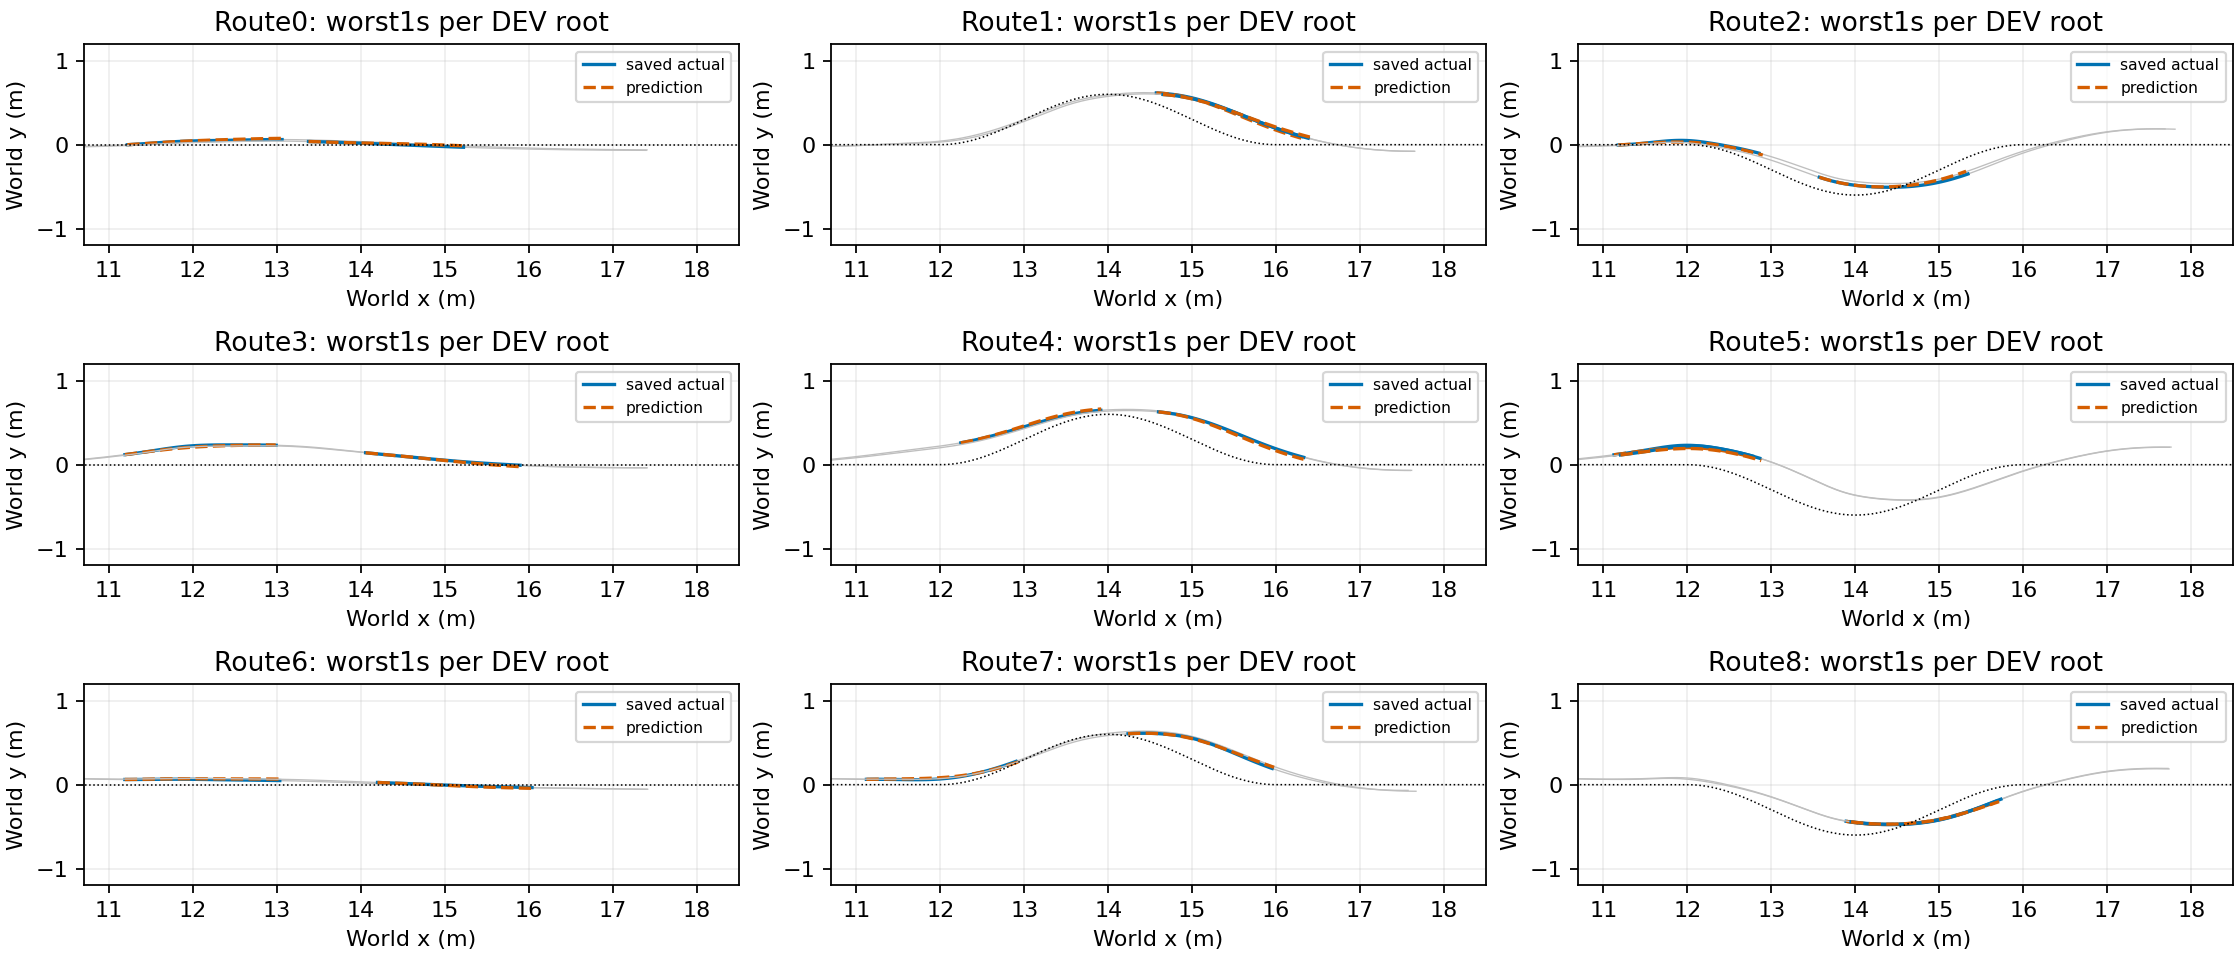 Route0: worst1s per DEV root
World y (m)
1
0
−1
saved actual
prediction
11 12 13 14 15 16 17 18
World x (m)
Route1: worst1s per DEV root
World y (m)
1
0
−1
saved actual
prediction
11 12 13 14 15 16 17 18
World x (m)
Route2: worst1s per DEV root
World y (m)
1
0
−1
saved actual
prediction
11 12 13 14 15 16 17 18
World x (m)
Route3: worst1s per DEV root
World y (m)
1
0
−1
saved actual
prediction
11 12 13 14 15 16 17 18
World x (m)
Route4: worst1s per DEV root
World y (m)
1
0
−1
saved actual
prediction
11 12 13 14 15 16 17 18
World x (m)
Route5: worst1s per DEV root
World y (m)
1
0
−1
saved actual
prediction
11 12 13 14 15 16 17 18
World x (m)
Route6: worst1s per DEV root
World y (m)
1
0
−1
saved actual
prediction
11 12 13 14 15 16 17 18
World x (m)
Route7: worst1s per DEV root
World y (m)
1
0
−1
saved actual
prediction
11 12 13 14 15 16 17 18
World x (m)
Route8: worst1s per DEV root
World y (m)
1
0
−1
saved actual
prediction
11 12 13 14 15 16 17 18
World x (m)